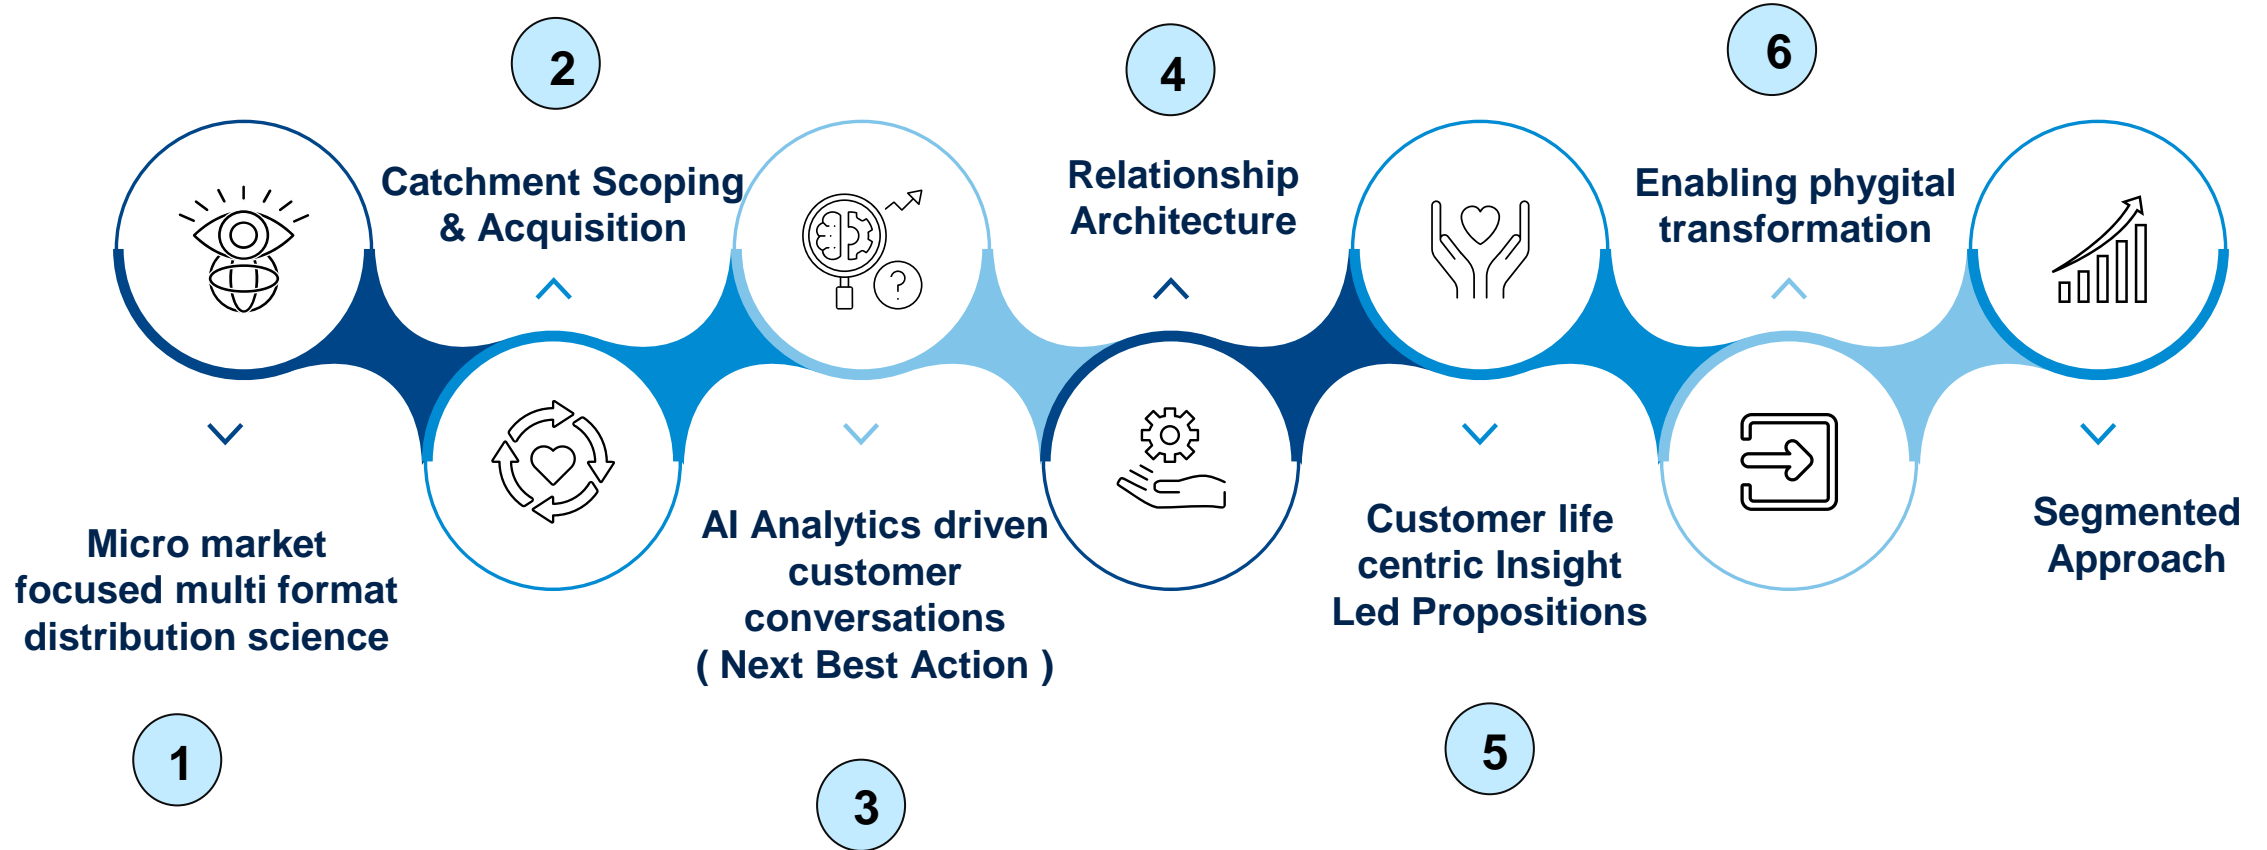 Micro market
focused multi format
distribution science
1
2
Catchment Scoping
& Acquisition
AI Analytics driven
customer
conversations
( Next Best Action )
3
4
Relationship
Architecture
Customer life
centric Insight
Led Propositions
5
6
Enabling phygital
transformation
Segmented
Approach
?